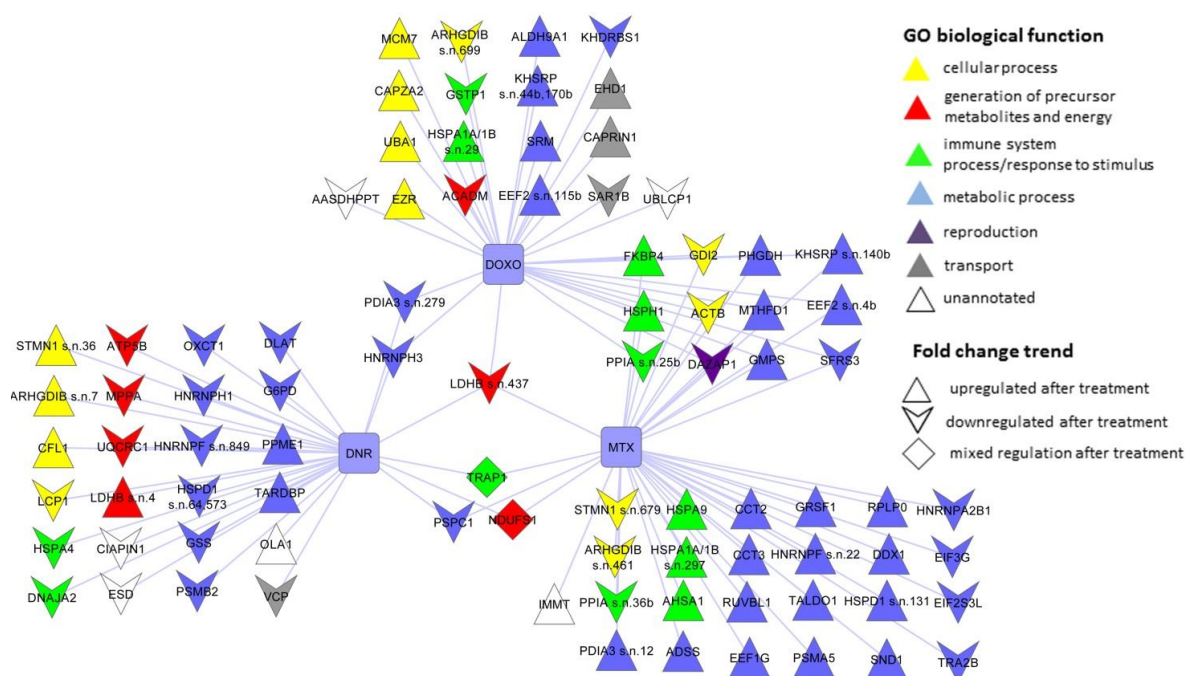 MCM7
ARHGDIB
s.n.699
ALDH9A1
KHDRBS1
CAPZA2
GSTP1
KHSRP
s.n.44b,170b
EHD1
UBA1
HSPA1A/1B
s.n.29
SRM
CAPRIN1
AASDHPPT
EZR
ACADM
EEF2 s.n.115b
SAR1B
UBLCP1
DOXO
FKBP4
GDI2
PHGDH
KHSRP s.n.140b
PDIA3 s.n.279
HSPH1
ACTB
MTHFD1
EEF2 s.n.4b
HNRNPH3
PPIA s.n.25b
DAZAP1
GMPS
SFRS3
LDHB s.n.437
STMN1 s.n.36
ATP5B
OXCT1
DLAT
ARHGDIB s.n.7
MPPA
HNRNPH1
G6PD
CFL1
UQCRC1
HNRNPF s.n.849
PPME1
DNR
MTX
LCP1
LDHB s.n.4
HSPD1
s.n.64,573
TARDBP
TRAP1
HSPA4
CIAPIN1
GSS
OLA1
PSPC1
NDUFS1
DNAJA2
ESD
PSMB2
VCP
STMN1 s.n.679
HSPA9
CCT2
GRSF1
RPLP0
HNRNPA2B1
ARHGDIB
s.n.461
HSPA1A/1B
s.n.297
CCT3
HNRNPF s.n.22
DDX1
EIF3G
IMMT
PPIA s.n.36b
AHSA1
RUVBL1
TALDO1
HSPD1 s.n.131
EIF2S3L
PDIA3 s.n.12
ADSS
EEF1G
PSMA5
SND1
TRA2B
GO biological function
cellular process
generation of precursor
metabolites and energy
immune system
process/response to stimulus
metabolic process
reproduction
transport
unannotated
Fold change trend
upregulated after treatment
downregulated after treatment
mixed regulation after treatment